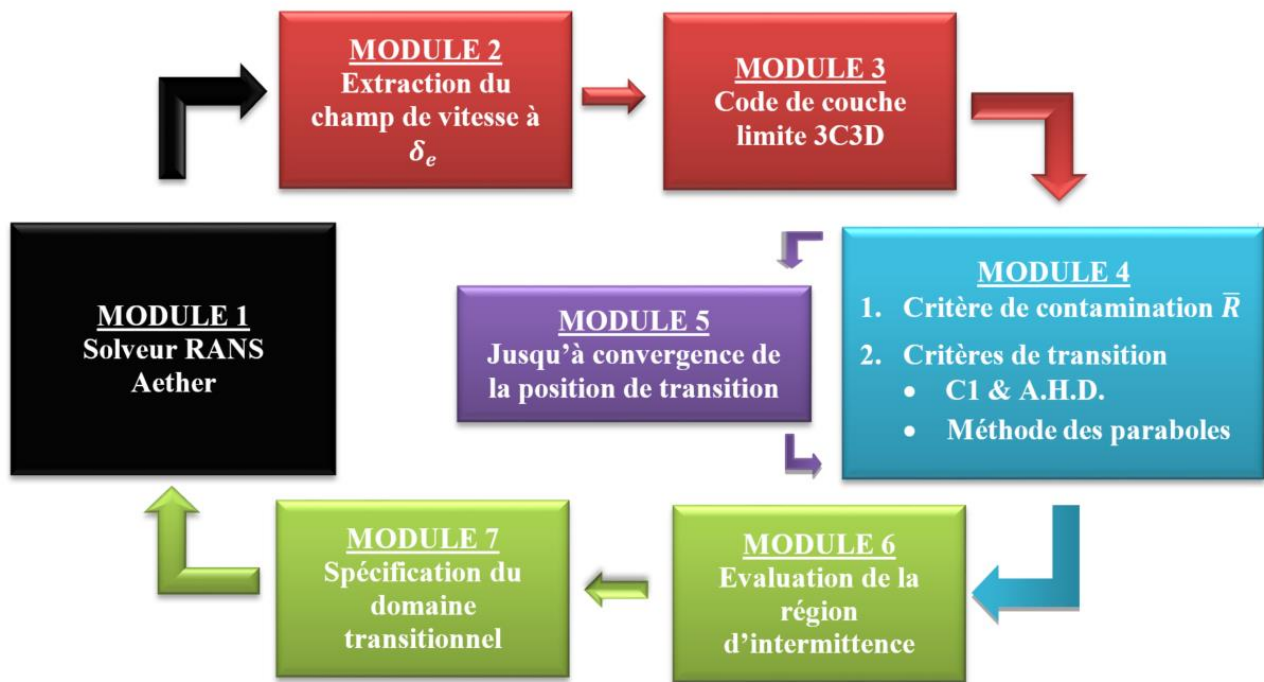 MODULE 2
Extraction du
champ de vitesse à
δₑ
MODULE 3
Code de couche
limite 3C3D
MODULE 1
Solveur RANS
Aether
MODULE 5
Jusqu’à convergence de
la position de transition
MODULE 4
1. Critère de contamination R̅
2. Critères de transition
• C1 & A.H.D.
• Méthode des paraboles
MODULE 7
Spécification du
domaine
transitionnel
MODULE 6
Evaluation de la
région
d’intermittence